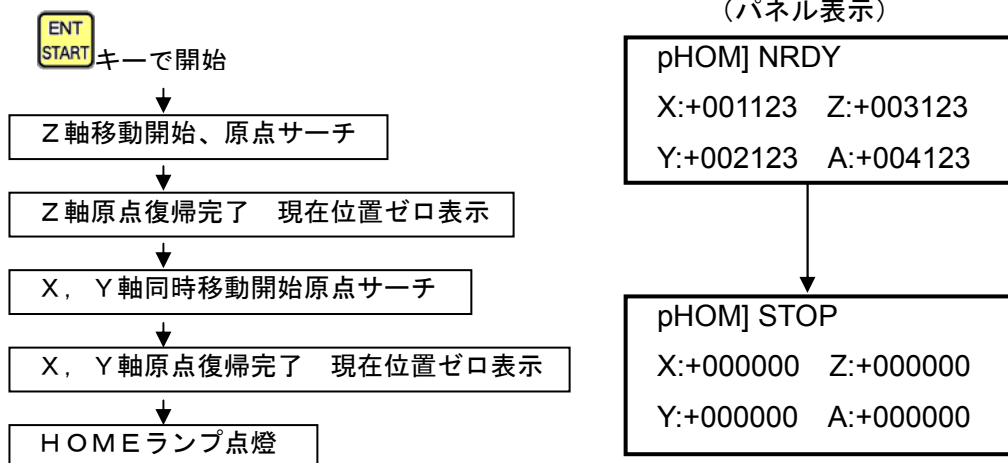 ENT
START キーで開始
Ｚ軸移動開始、原点サーチ
Ｚ軸原点復帰完了　現在位置ゼロ表示
Ｘ，Ｙ軸同時移動開始原点サーチ
Ｘ，Ｙ軸原点復帰完了　現在位置ゼロ表示
ＨＯＭＥランプ点燈
（パネル表示）
pHOM] NRDY
X:+001123 Z:+003123
Y:+002123 A:+004123
pHOM] STOP
X:+000000 Z:+000000
Y:+000000 A:+000000